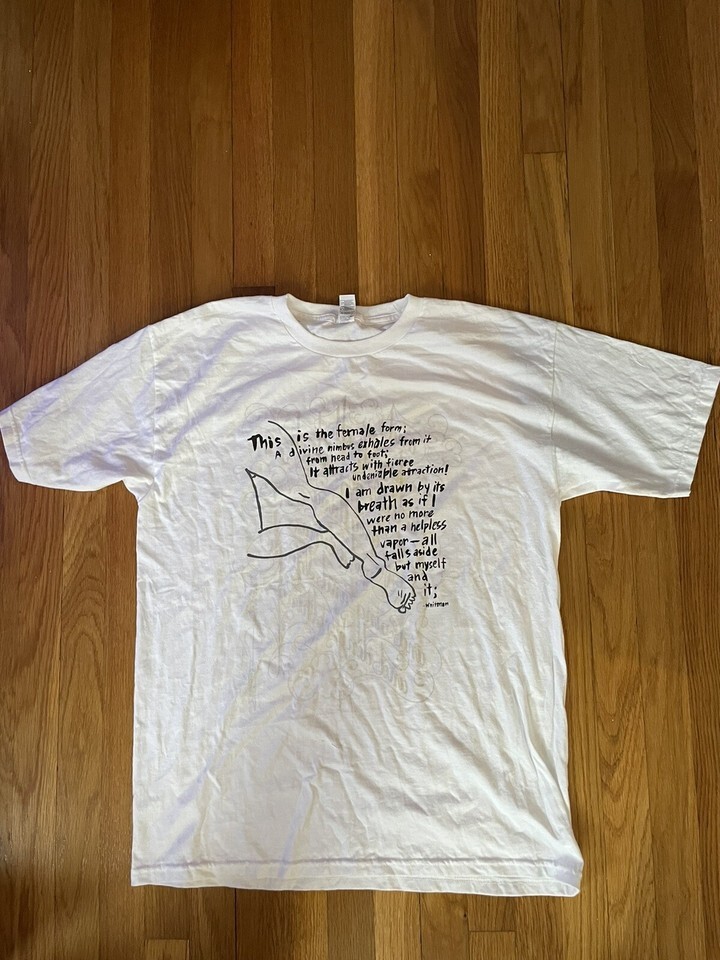 This is the female form;
A divine nimbus exhales from it
from head to foot;
It attracts with fierce
undeniable attraction!
I am drawn by its
breath as if I
were no more
than a helpless
vapor—all
falls aside
but myself
and
it;
-Whitman